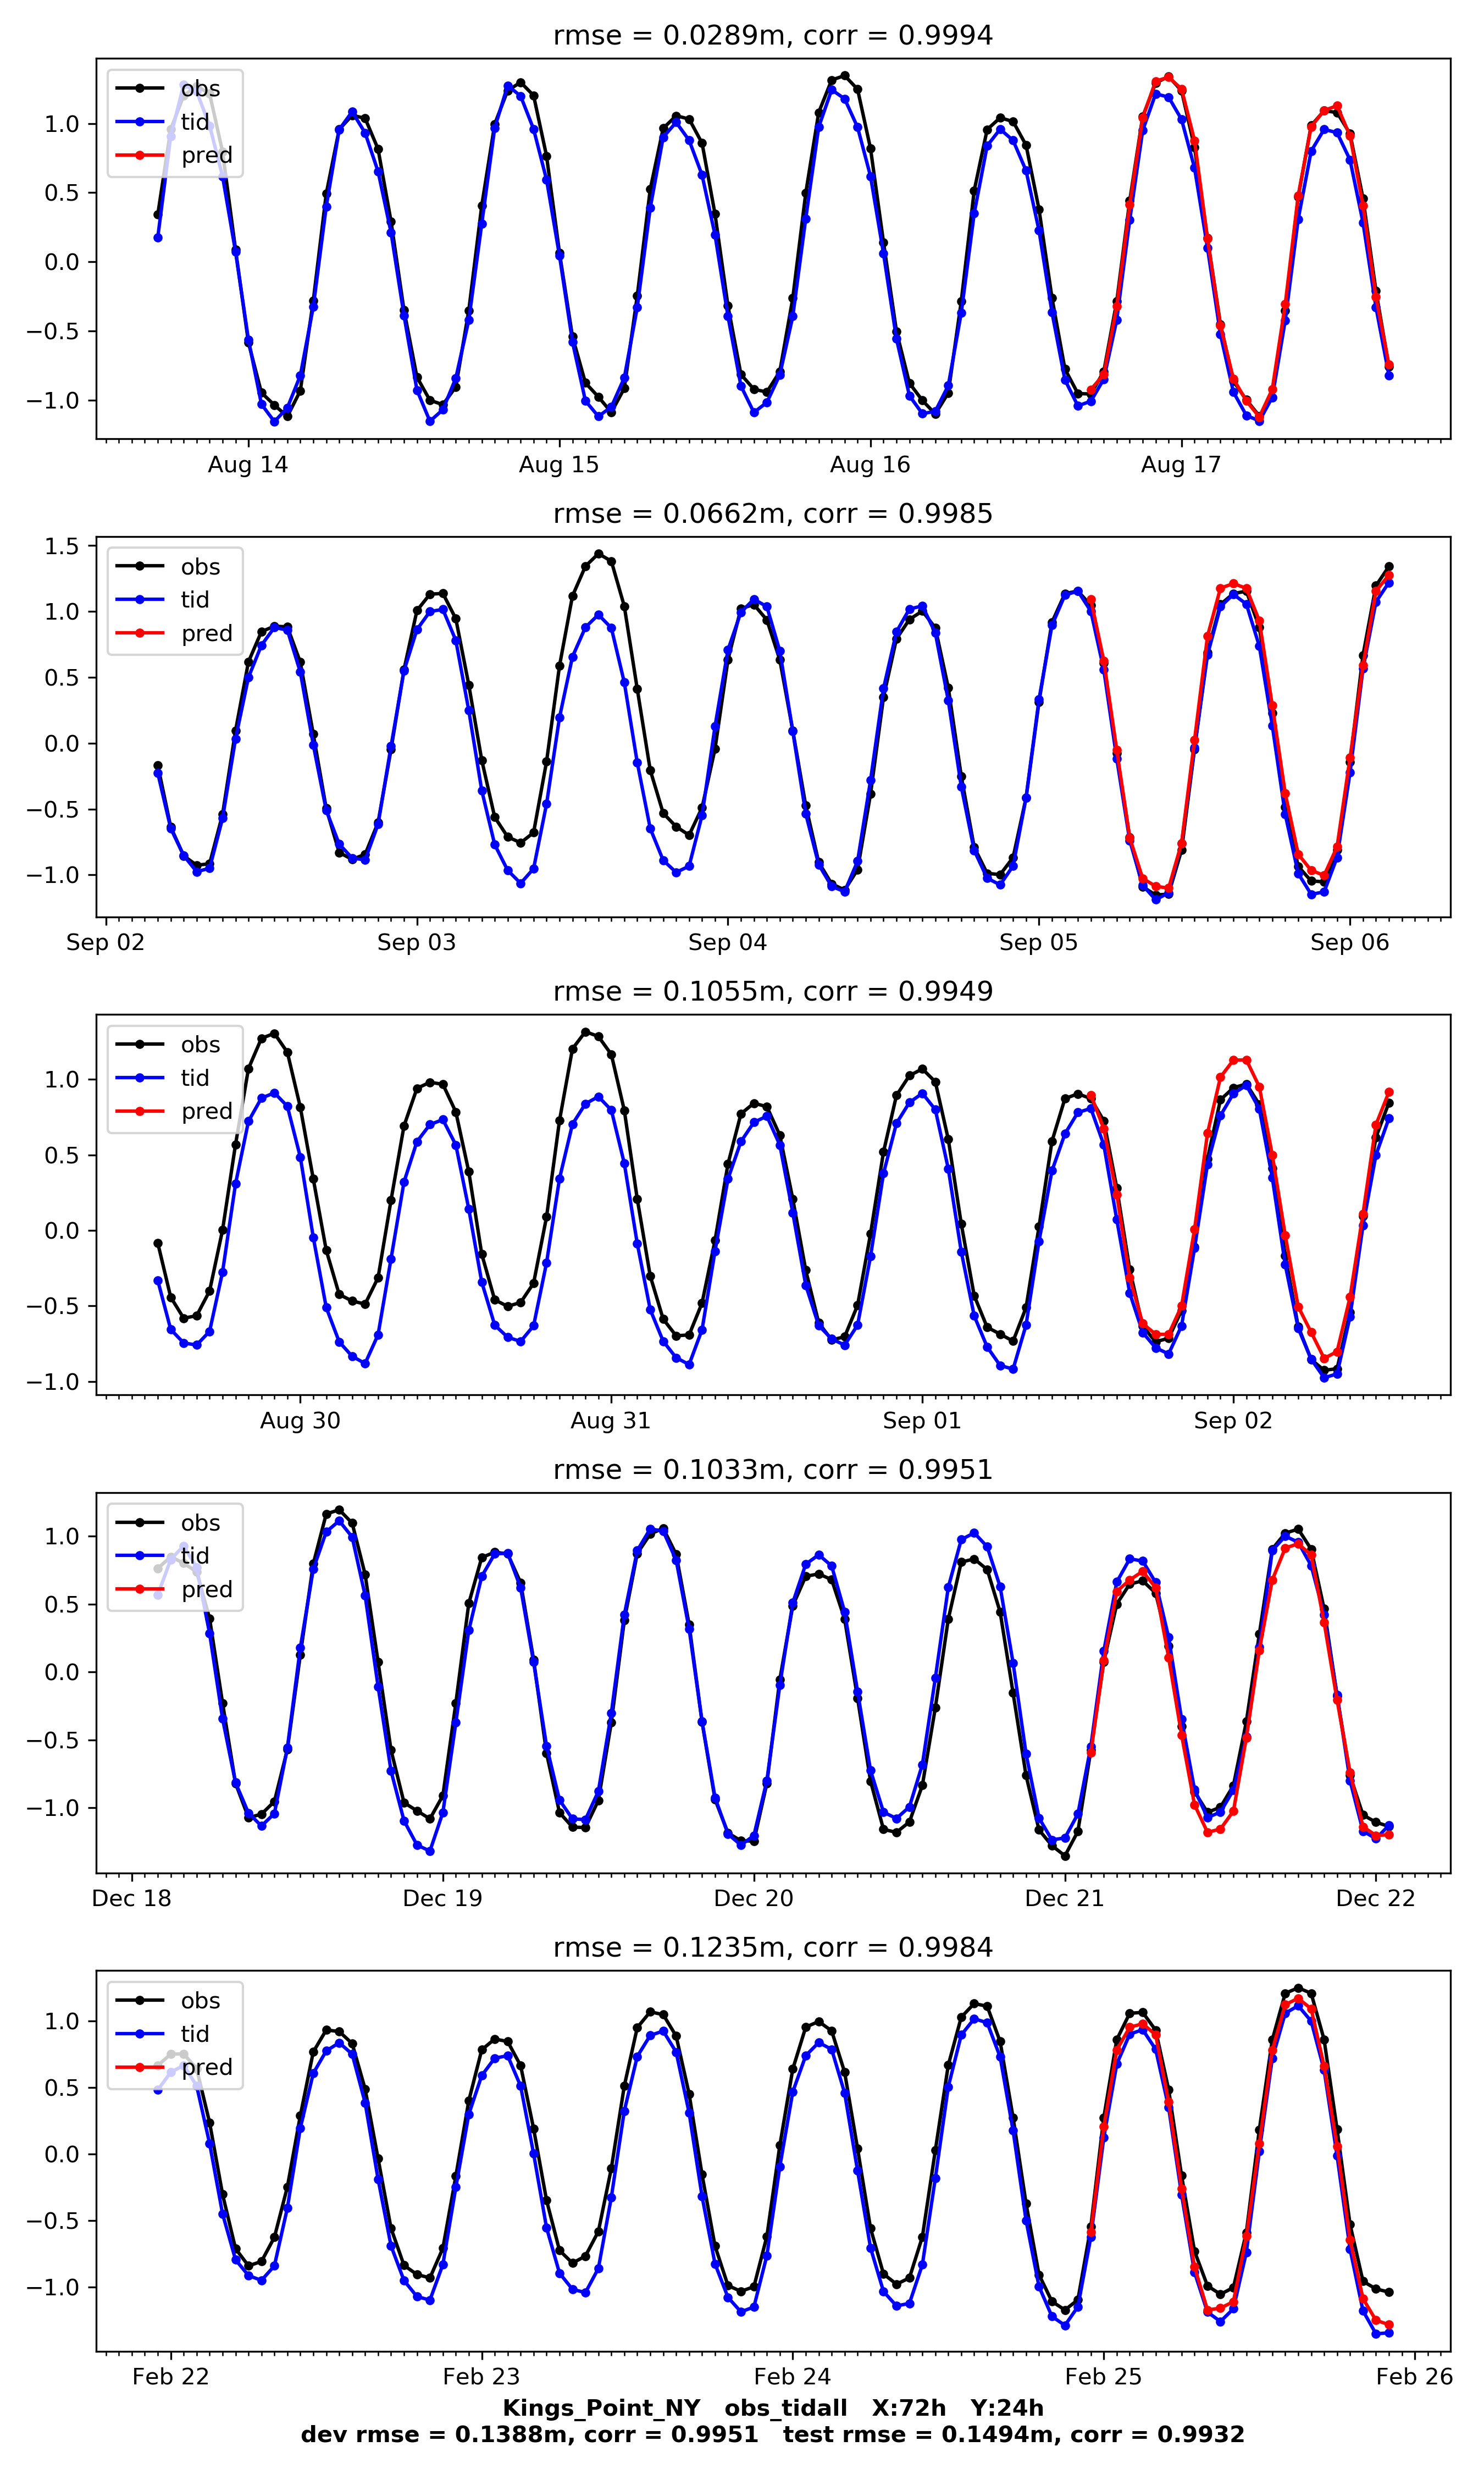 rmse = 0.0289m, corr = 0.9994
obs
tid
pred
1.0
0.5
0.0
−0.5
−1.0
Aug 14 Aug 15 Aug 16 Aug 17
rmse = 0.0662m, corr = 0.9985
obs
tid
pred
1.5
1.0
0.5
0.0
−0.5
−1.0
Sep 02 Sep 03 Sep 04 Sep 05 Sep 06
rmse = 0.1055m, corr = 0.9949
obs
tid
pred
1.0
0.5
0.0
−0.5
−1.0
Aug 30 Aug 31 Sep 01 Sep 02
rmse = 0.1033m, corr = 0.9951
obs
tid
pred
1.0
0.5
0.0
−0.5
−1.0
Dec 18 Dec 19 Dec 20 Dec 21 Dec 22
rmse = 0.1235m, corr = 0.9984
obs
tid
pred
1.0
0.5
0.0
−0.5
−1.0
Feb 22 Feb 23 Feb 24 Feb 25 Feb 26
Kings_Point_NY obs_tidall X:72h Y:24h
dev rmse = 0.1388m, corr = 0.9951 test rmse = 0.1494m, corr = 0.9932